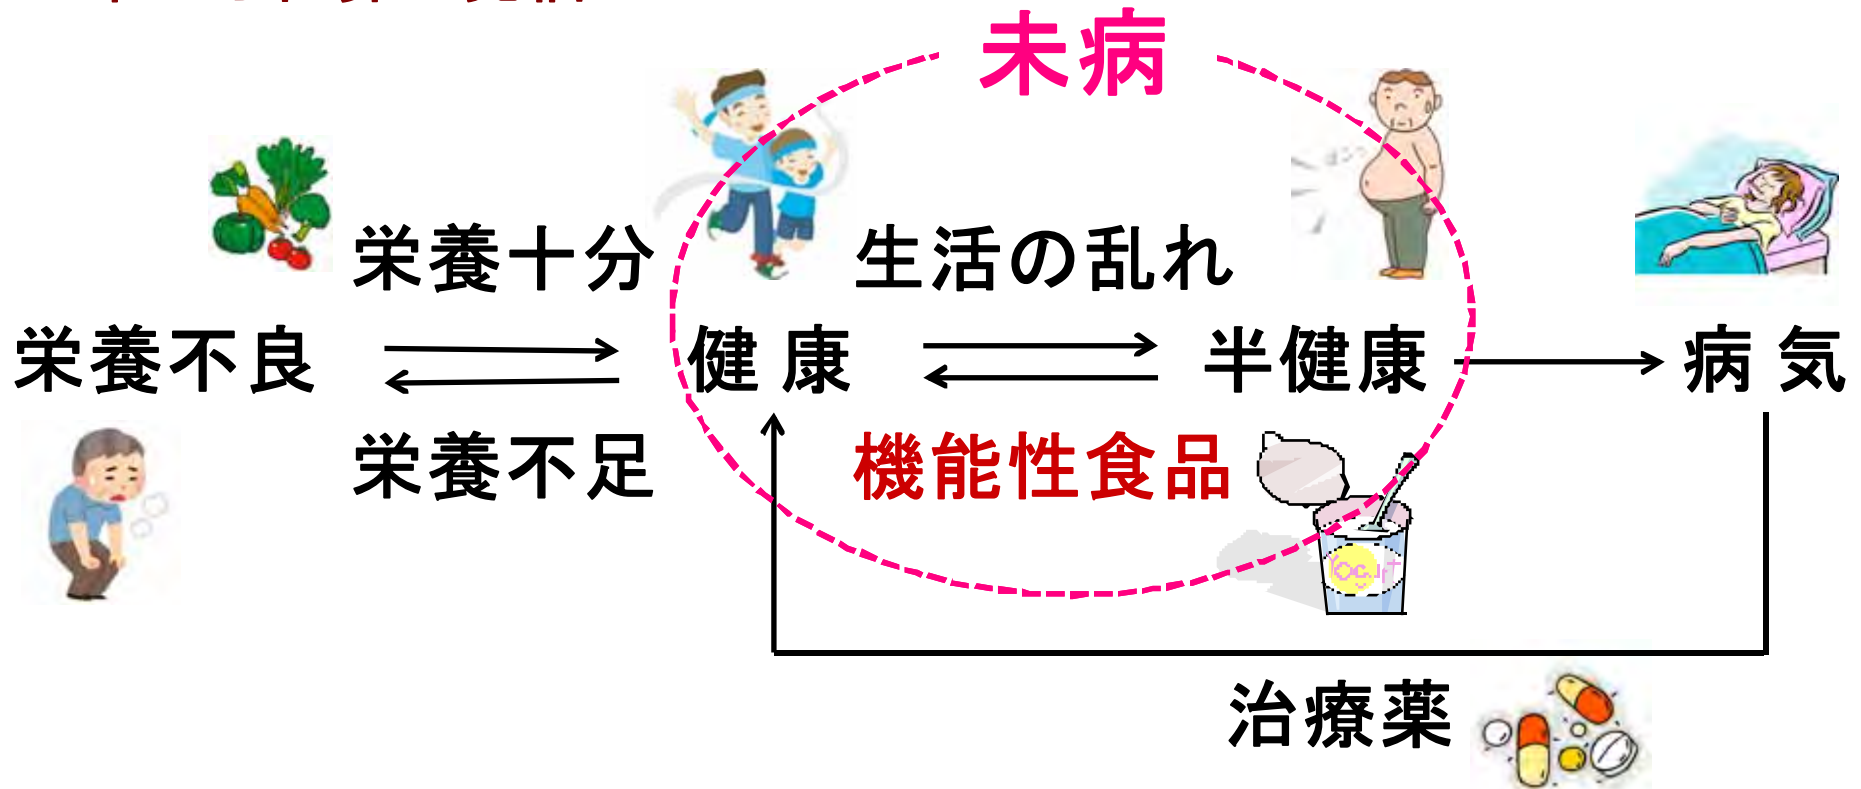 未病
栄養十分
生活の乱れ
栄養不良
健康
半健康
病気
栄養不足
機能性食品
Yogurt
治療薬